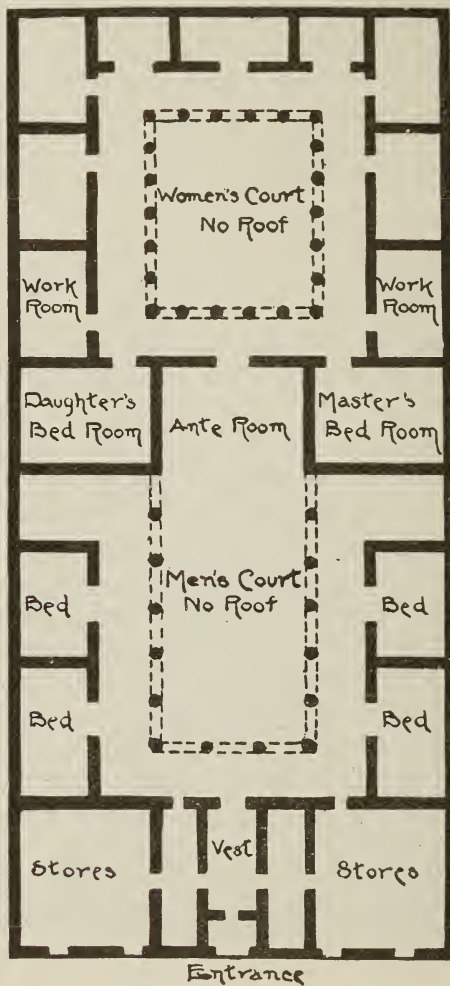 Women's Court
No Roof
Work
Room
Work
Room
Daughter's
Bed Room
Ante Room
Master's
Bed Room
Men's Court
No Roof
Bed
Bed
Bed
Bed
Stores
Vest
Stores
Entrance